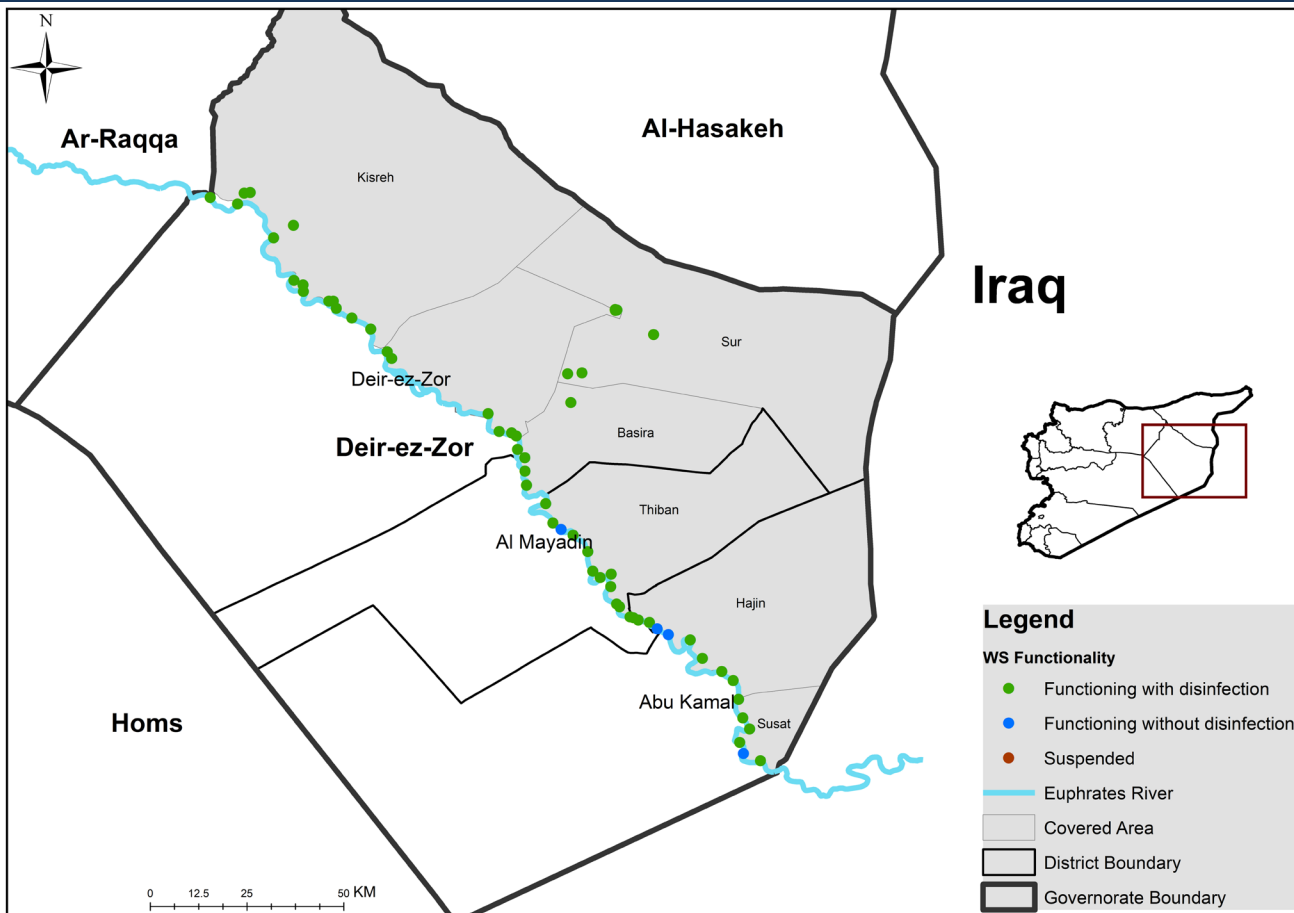 N
Ar-Raqqa
Al-Hasakeh
Kisreh
Iraq
Sur
Deir-ez-Zor
Basira
Deir-ez-Zor
Thiban
Al Mayadin
Hajin
Abu Kamal
Susat
Homs
Legend
WS Functionality
Functioning with disinfection
Functioning without disinfection
Suspended
Euphrates River
Covered Area
District Boundary
Governorate Boundary
0 12.5 25 50 KM